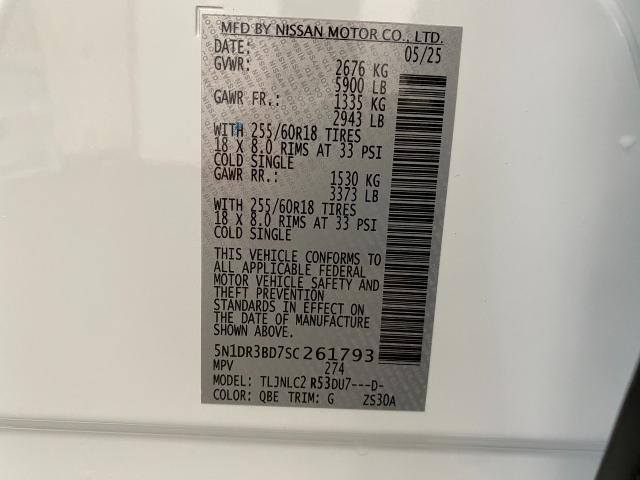 MFD BY NISSAN MOTOR CO., LTD.
DATE: 05/25
GVWR: 2676 KG
5900 LB
GAWR FR.: 1335 KG
2943 LB
WITH 255/60R18 TIRES
18 X 8.0 RIMS AT 33 PSI
COLD SINGLE
GAWR RR.: 1530 KG
3373 LB
WITH 255/60R18 TIRES
18 X 8.0 RIMS AT 33 PSI
COLD SINGLE
THIS VEHICLE CONFORMS TO
ALL APPLICABLE FEDERAL
MOTOR VEHICLE SAFETY AND
THEFT PREVENTION
STANDARDS IN EFFECT ON
THE DATE OF MANUFACTURE
SHOWN ABOVE.
5N1DR3BD7SC261793
MPV 274
MODEL: TLJNLC2 R53DU7---D-
COLOR: QBE TRIM: G ZS30A